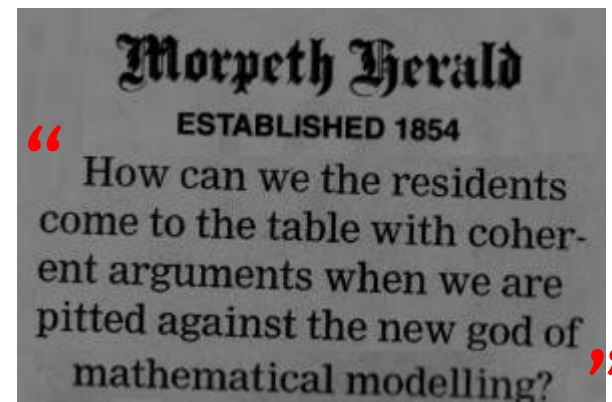 Morpeth Herald
ESTABLISHED 1854
“
How can we the residents
come to the table with coher-
ent arguments when we are
pitted against the new god of
mathematical modelling?
”